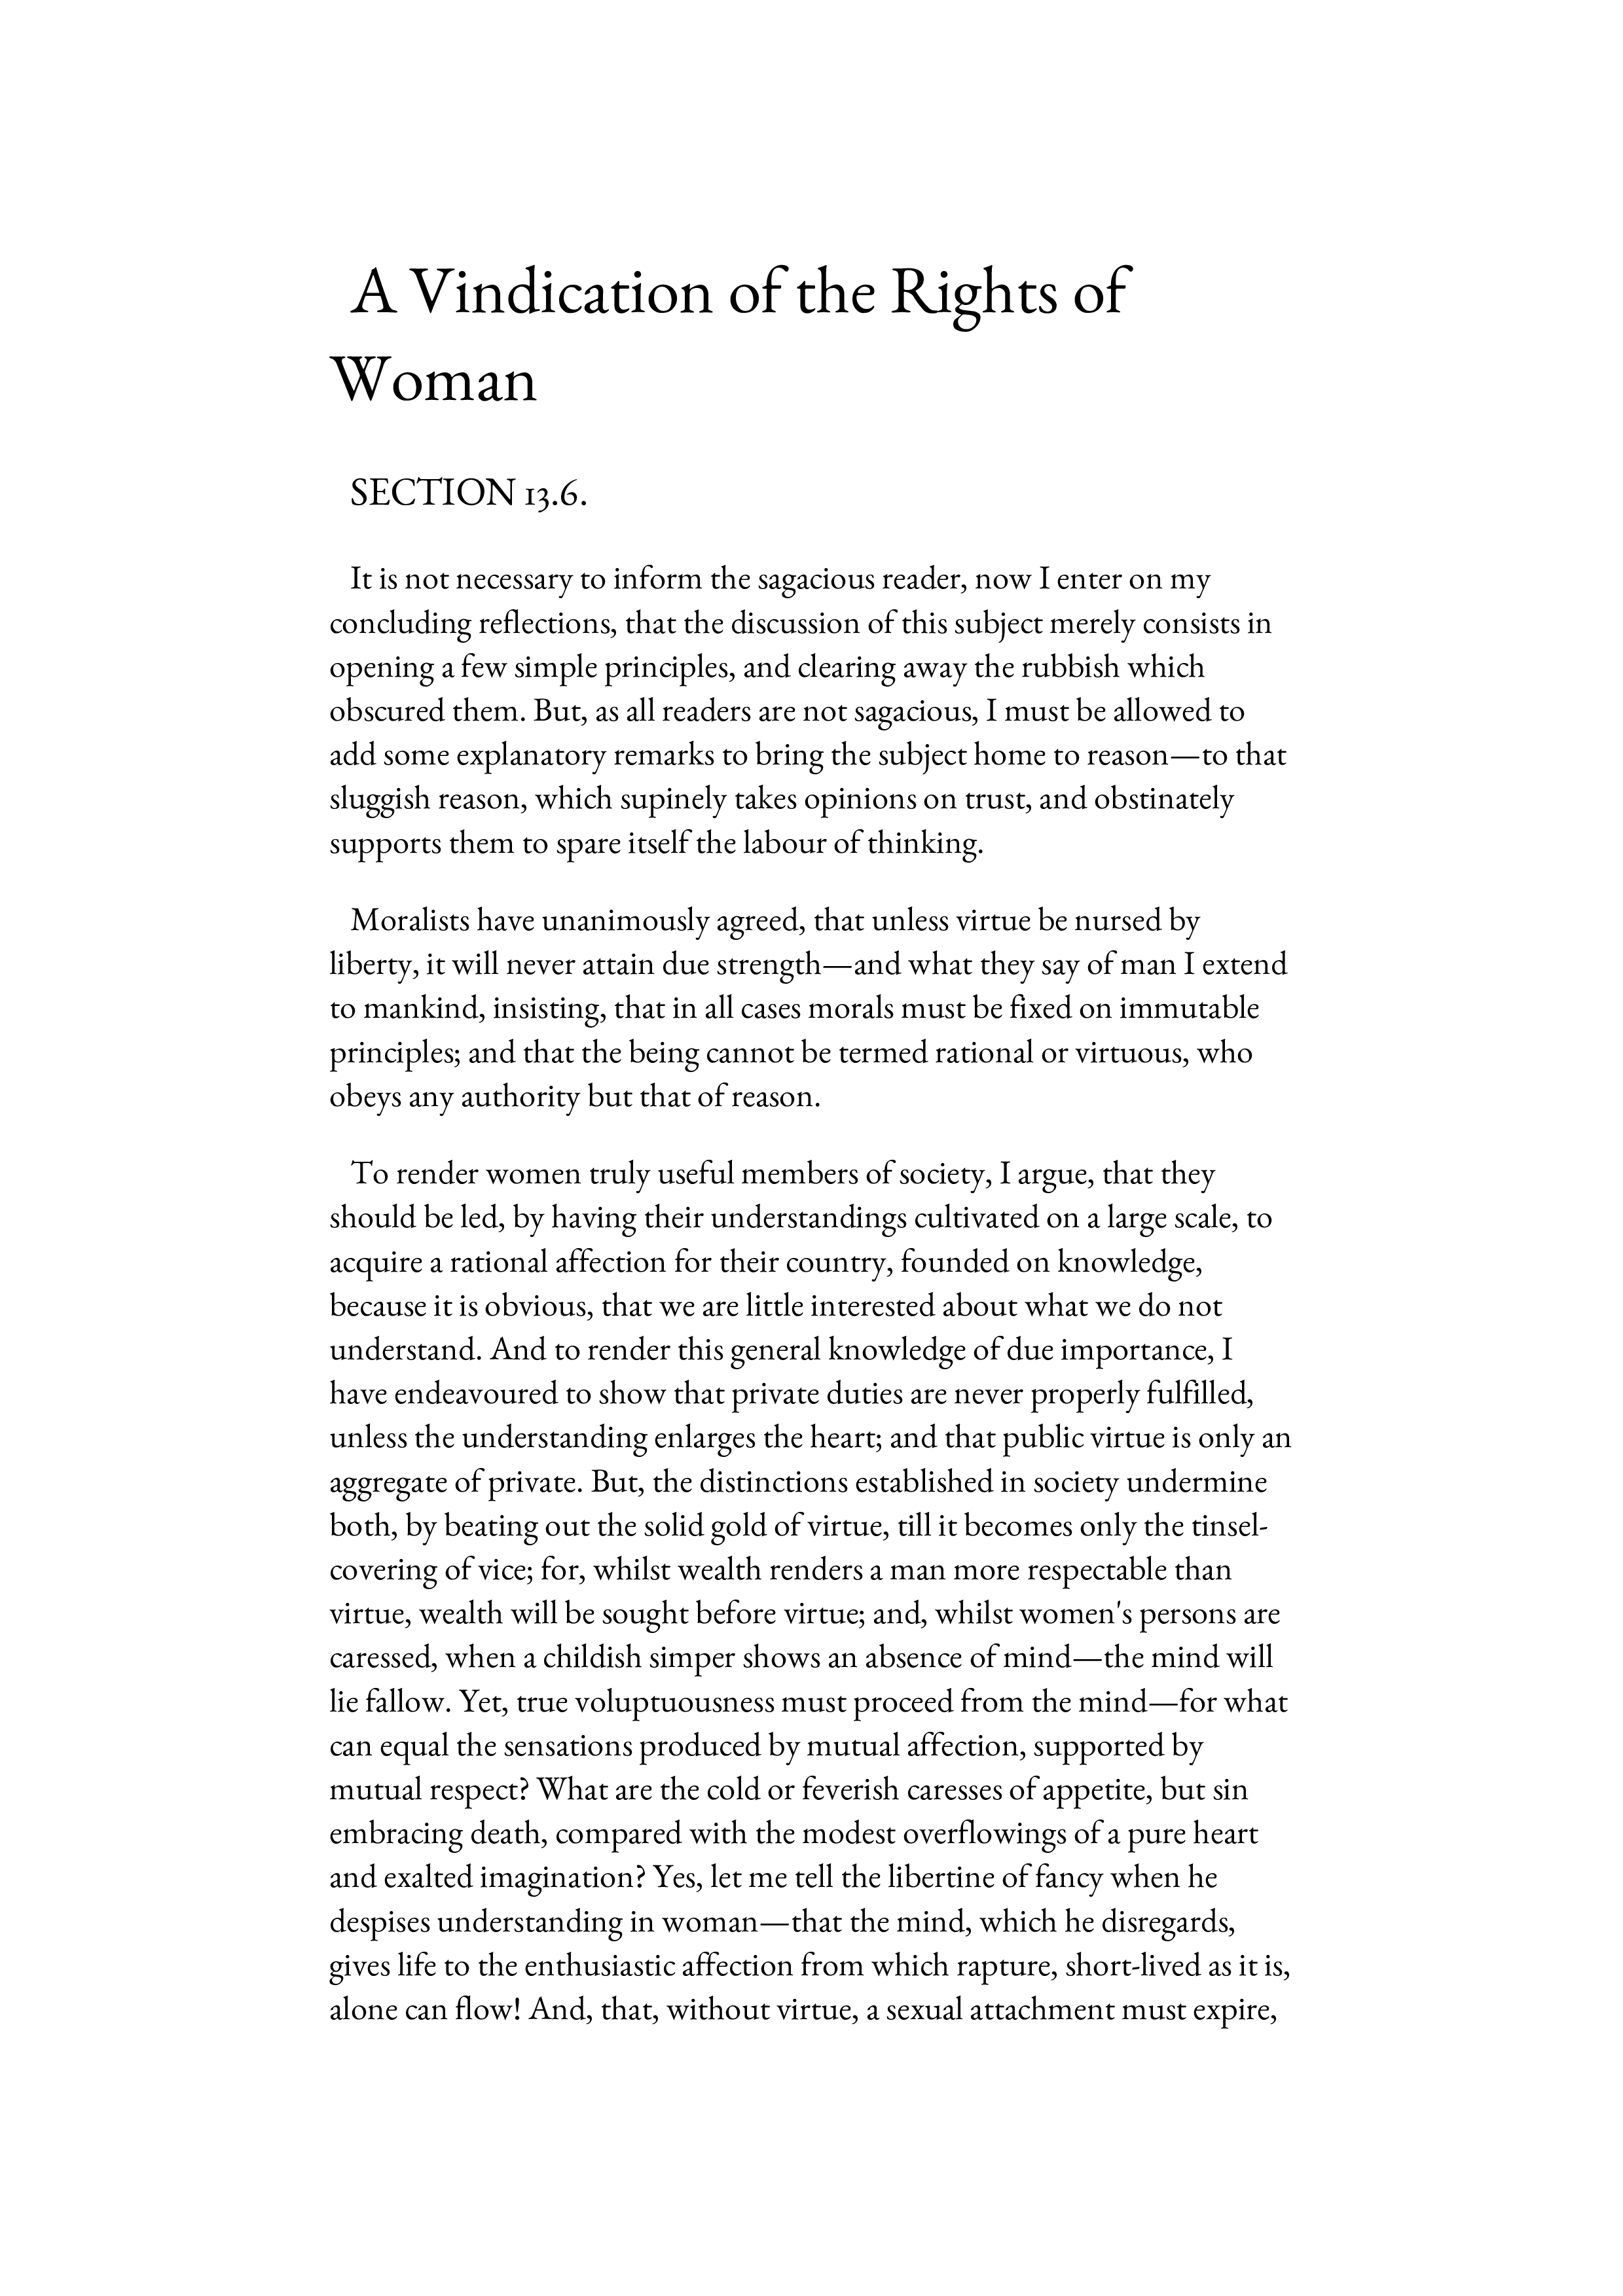 A Vindication of the Rights of
Woman
SECTION 13.6.
It is not necessary to inform the sagacious reader, now I enter on my
concluding reflections, that the discussion of this subject merely consists in
opening a few simple principles, and clearing away the rubbish which
obscured them. But, as all readers are not sagacious, I must be allowed to
add some explanatory remarks to bring the subject home to reason—to that
sluggish reason, which supinely takes opinions on trust, and obstinately
supports them to spare itself the labour of thinking.
Moralists have unanimously agreed, that unless virtue be nursed by
liberty, it will never attain due strength—and what they say of man I extend
to mankind, insisting, that in all cases morals must be fixed on immutable
principles; and that the being cannot be termed rational or virtuous, who
obeys any authority but that of reason.
To render women truly useful members of society, I argue, that they
should be led, by having their understandings cultivated on a large scale, to
acquire a rational affection for their country, founded on knowledge,
because it is obvious, that we are little interested about what we do not
understand. And to render this general knowledge of due importance, I
have endeavoured to show that private duties are never properly fulfilled,
unless the understanding enlarges the heart; and that public virtue is only an
aggregate of private. But, the distinctions established in society undermine
both, by beating out the solid gold of virtue, till it becomes only the tinsel-
covering of vice; for, whilst wealth renders a man more respectable than
virtue, wealth will be sought before virtue; and, whilst women's persons are
caressed, when a childish simper shows an absence of mind—the mind will
lie fallow. Yet, true voluptuousness must proceed from the mind—for what
can equal the sensations produced by mutual affection, supported by
mutual respect? What are the cold or feverish caresses of appetite, but sin
embracing death, compared with the modest overflowings of a pure heart
and exalted imagination? Yes, let me tell the libertine of fancy when he
despises understanding in woman—that the mind, which he disregards,
gives life to the enthusiastic affection from which rapture, short-lived as it is,
alone can flow! And, that, without virtue, a sexual attachment must expire,